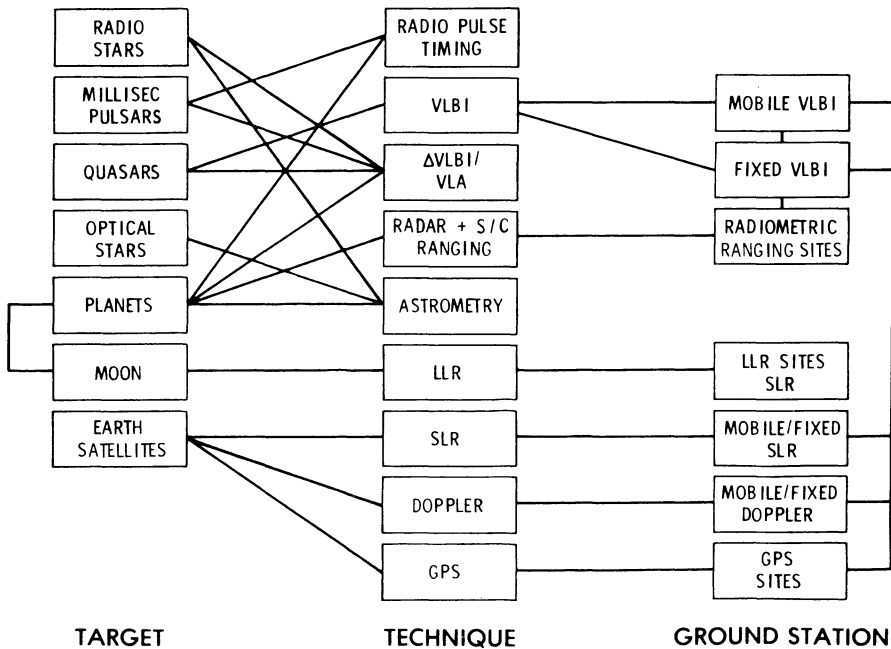 RADIO
STARS
MILLISEC
PULSARS
QUASARS
OPTICAL
STARS
PLANETS
MOON
EARTH
SATELLITES
TARGET
RADIO PULSE
TIMING
VLBI
ΔVLBI/
VLA
RADAR + S/C
RANGING
ASTROMETRY
LLR
SLR
DOPPLER
GPS
TECHNIQUE
MOBILE VLBI
FIXED VLBI
RADIOMETRIC
RANGING SITES
LLR SITES
SLR
MOBILE/FIXED
SLR
MOBILE/FIXED
DOPPLER
GPS
SITES
GROUND STATION